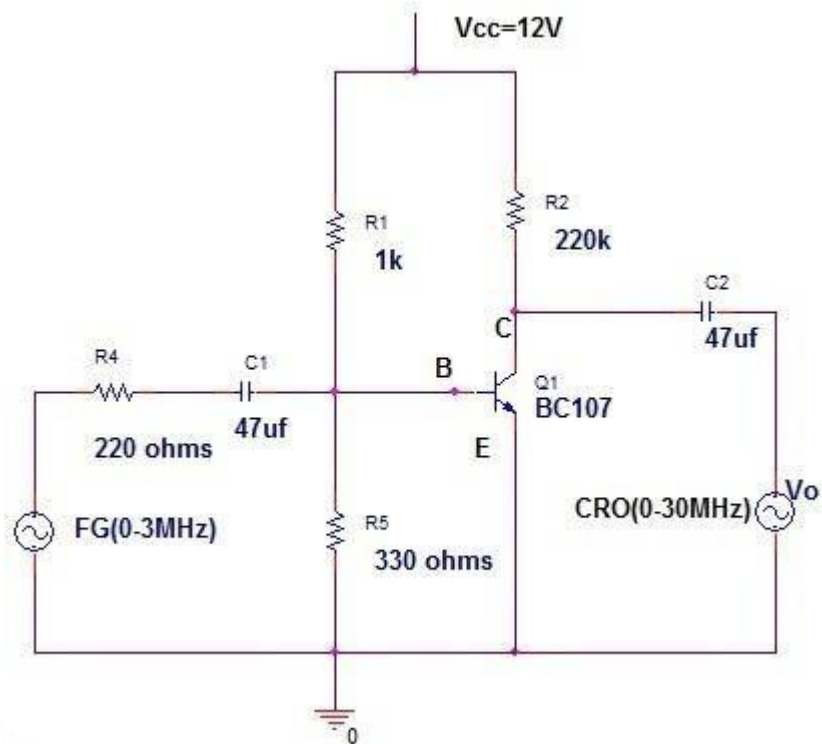 Vcc=12V
R1
1k
R2
220k
C2
47uf
C
R4
220 ohms
C1
47uf
B
Q1
BC107
E
FG(0-3MHz)
R5
330 ohms
CRO(0-30MHz)
Vo
0